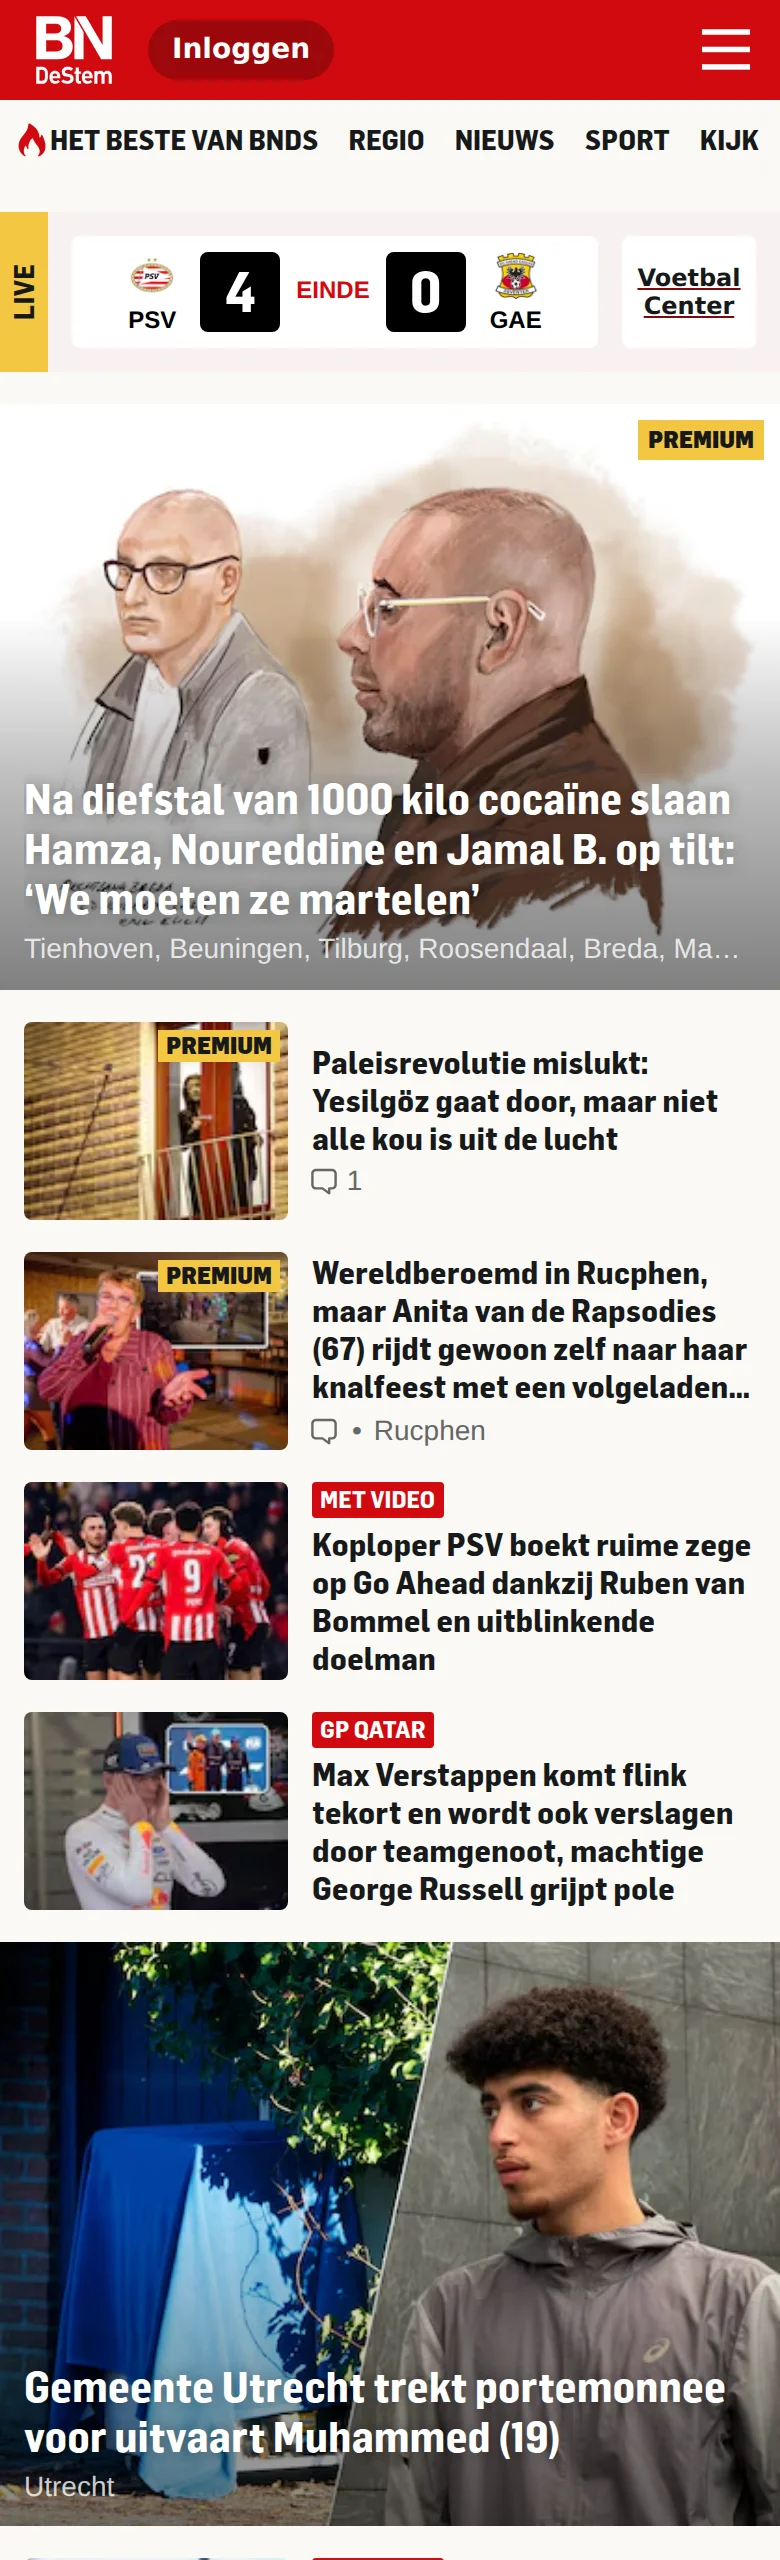 BN
DeStem
Inloggen
HET BESTE VAN BNDS REGIO NIEUWS SPORT KIJK
LIVE
PSV
4
EINDE
0
PSV
GAE
Voetbal
Center
PREMIUM
Na diefstal van 1000 kilo cocaïne slaan
Hamza, Noureddine en Jamal B. op tilt:
‘We moeten ze martelen’
Tienhoven, Beuningen, Tilburg, Roosendaal, Breda, Ma...
PREMIUM
Paleisrevolutie mislukt:
Yesilgöz gaat door, maar niet
alle kou is uit de lucht
1
PREMIUM
Wereldberoemd in Rucphen,
maar Anita van de Rapsodies
(67) rijdt gewoon zelf naar haar
knalfeest met een volgeladen...
• Rucphen
MET VIDEO
Koploper PSV boekt ruime zege
op Go Ahead dankzij Ruben van
Bommel en uitblinkende
doelman
9
GP QATAR
Max Verstappen komt flink
tekort en wordt ook verslagen
door teamgenoot, machtige
George Russell grijpt pole
Gemeente Utrecht trekt portemonnee
voor uitvaart Muhammed (19)
Utrecht